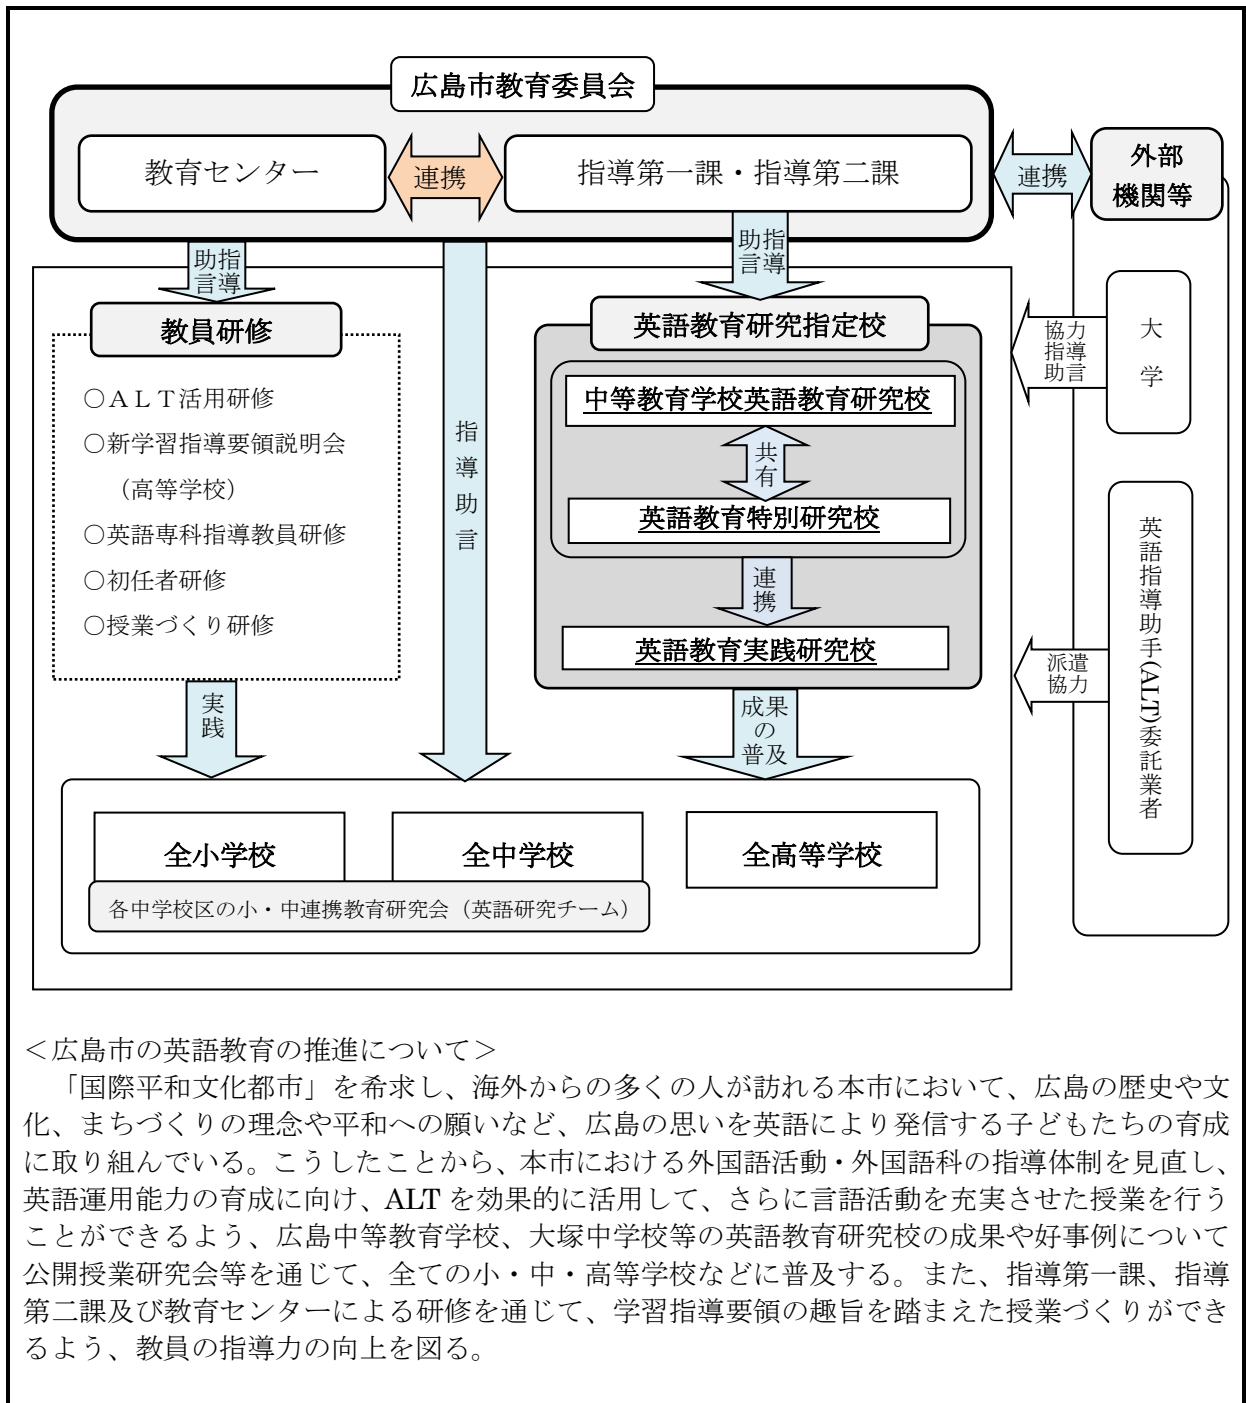 広島市教育委員会
教育センター
連携
指導第一課・指導第二課
連携
外部
機関等
指導
助言
指導
助言
教員研修
○ＡＬＴ活用研修
○新学習指導要領説明会
（高等学校）
○英語専科指導教員研修
○初任者研修
○授業づくり研修
指導助言
英語教育研究指定校
中等教育学校英語教育研究校
共有
英語教育特別研究校
連携
英語教育実践研究校
協力
指導
助言
大学
派遣
協力
英語指導助手(ALT)委託業者
実践
成果
の
普及
全小学校
全中学校
全高等学校
各中学校区の小・中連携教育研究会（英語研究チーム）
＜広島市の英語教育の推進について＞
「国際平和文化都市」を希求し、海外からの多くの人が訪れる本市において、広島の歴史や文
化、まちづくりの理念や平和への願いなど、広島の思いを英語により発信する子どもたちの育成
に取り組んでいる。こうしたことから、本市における外国語活動・外国語科の指導体制を見直し、
英語運用能力の育成に向け、ALT を効果的に活用して、さらに言語活動を充実させた授業を行う
ことができるよう、広島中等教育学校、大塚中学校等の英語教育研究校の成果や好事例について
公開授業研究会等を通じて、全ての小・中・高等学校などに普及する。また、指導第一課、指導
第二課及び教育センターによる研修を通じて、学習指導要領の趣旨を踏まえた授業づくりができ
るよう、教員の指導力の向上を図る。